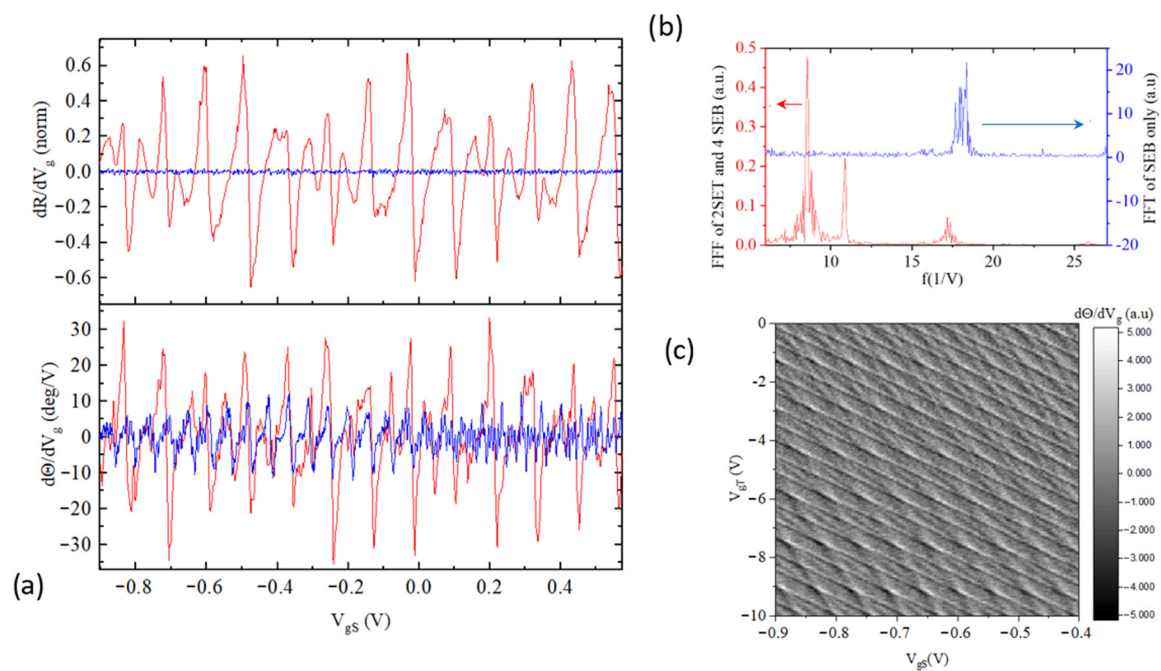 (a)
dR/dVg (norm)
0.6
0.4
0.2
0.0
−0.2
−0.4
−0.6
dΘ/dVg (deg/V)
30
20
10
0
−10
−20
−30
−0.8 −0.6 −0.4 −0.2 0.0 0.2 0.4
VgS (V)
(b)
FFF of 2SET and 4 SEB (a.u.)
0.5
0.4
0.3
0.2
0.1
0.0
10 15 20 25
f(1/V)
20
10
0
-10
-20
FFT of SEB only (a.u)
(c)
VgT (V)
0
−2
−4
−6
−8
−10
−0.9 −0.8 −0.7 −0.6 −0.5 −0.4
VgS(V)
dΘ/dVg (a.u)
5.000
4.000
3.000
2.000
1.000
0.000
−1.000
−2.000
−3.000
−4.000
−5.000